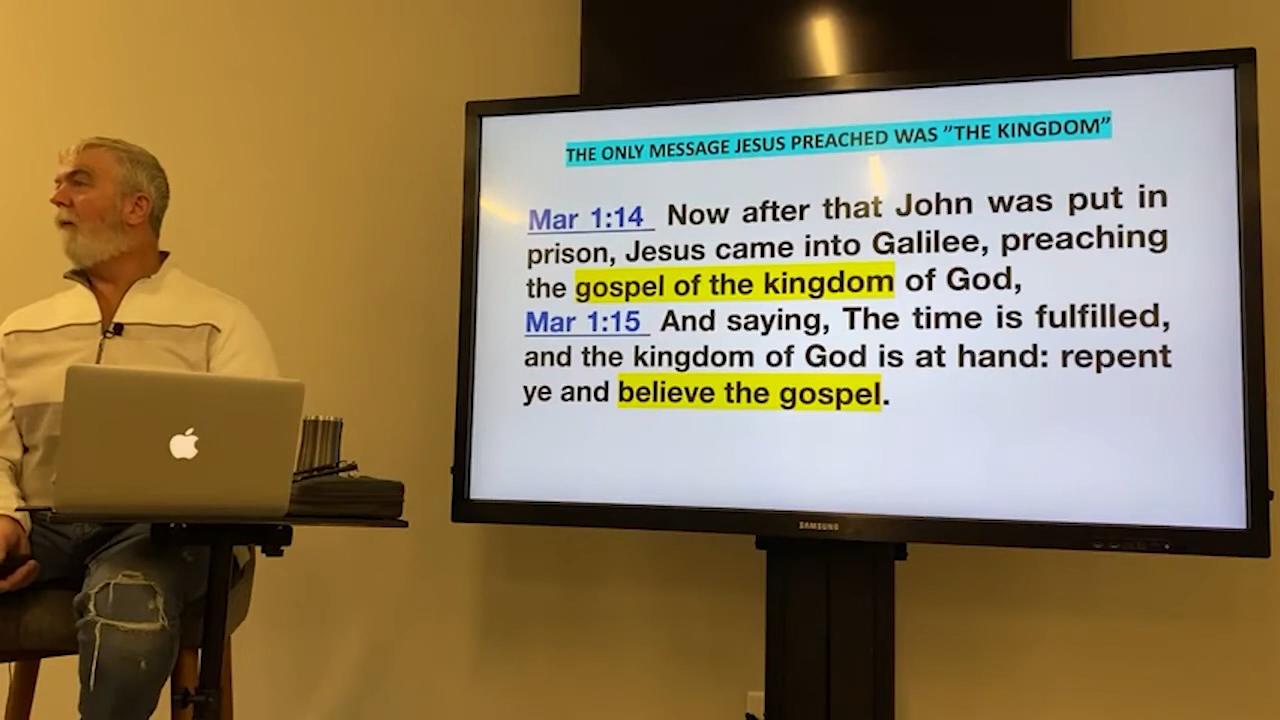 THE ONLY MESSAGE JESUS PREACHED WAS ”THE KINGDOM”
Mar 1:14 Now after that John was put in
prison, Jesus came into Galilee, preaching
the gospel of the kingdom of God,
Mar 1:15 And saying, The time is fulfilled,
and the kingdom of God is at hand: repent
ye and believe the gospel.
SAMSUNG